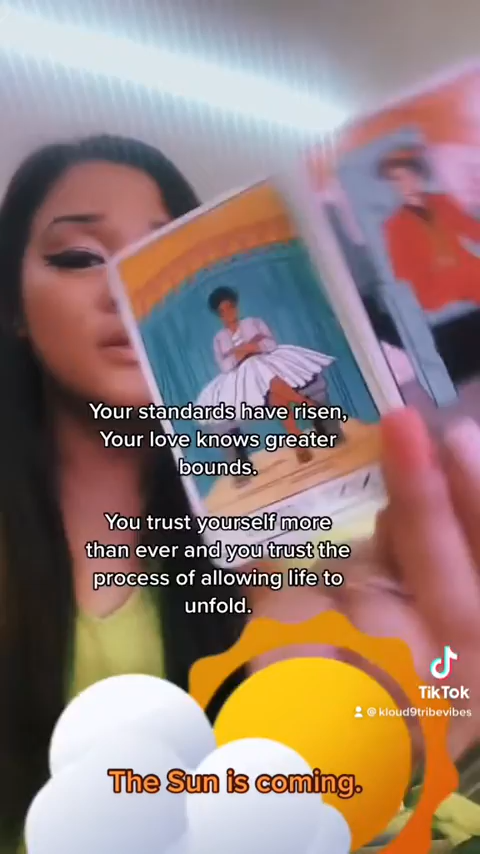 Your standards have risen,
Your love knows greater
bounds.
You trust yourself more
than ever and you trust the
process of allowing life to
unfold.
TikTok
@kloud9tribevibes
The Sun is coming.